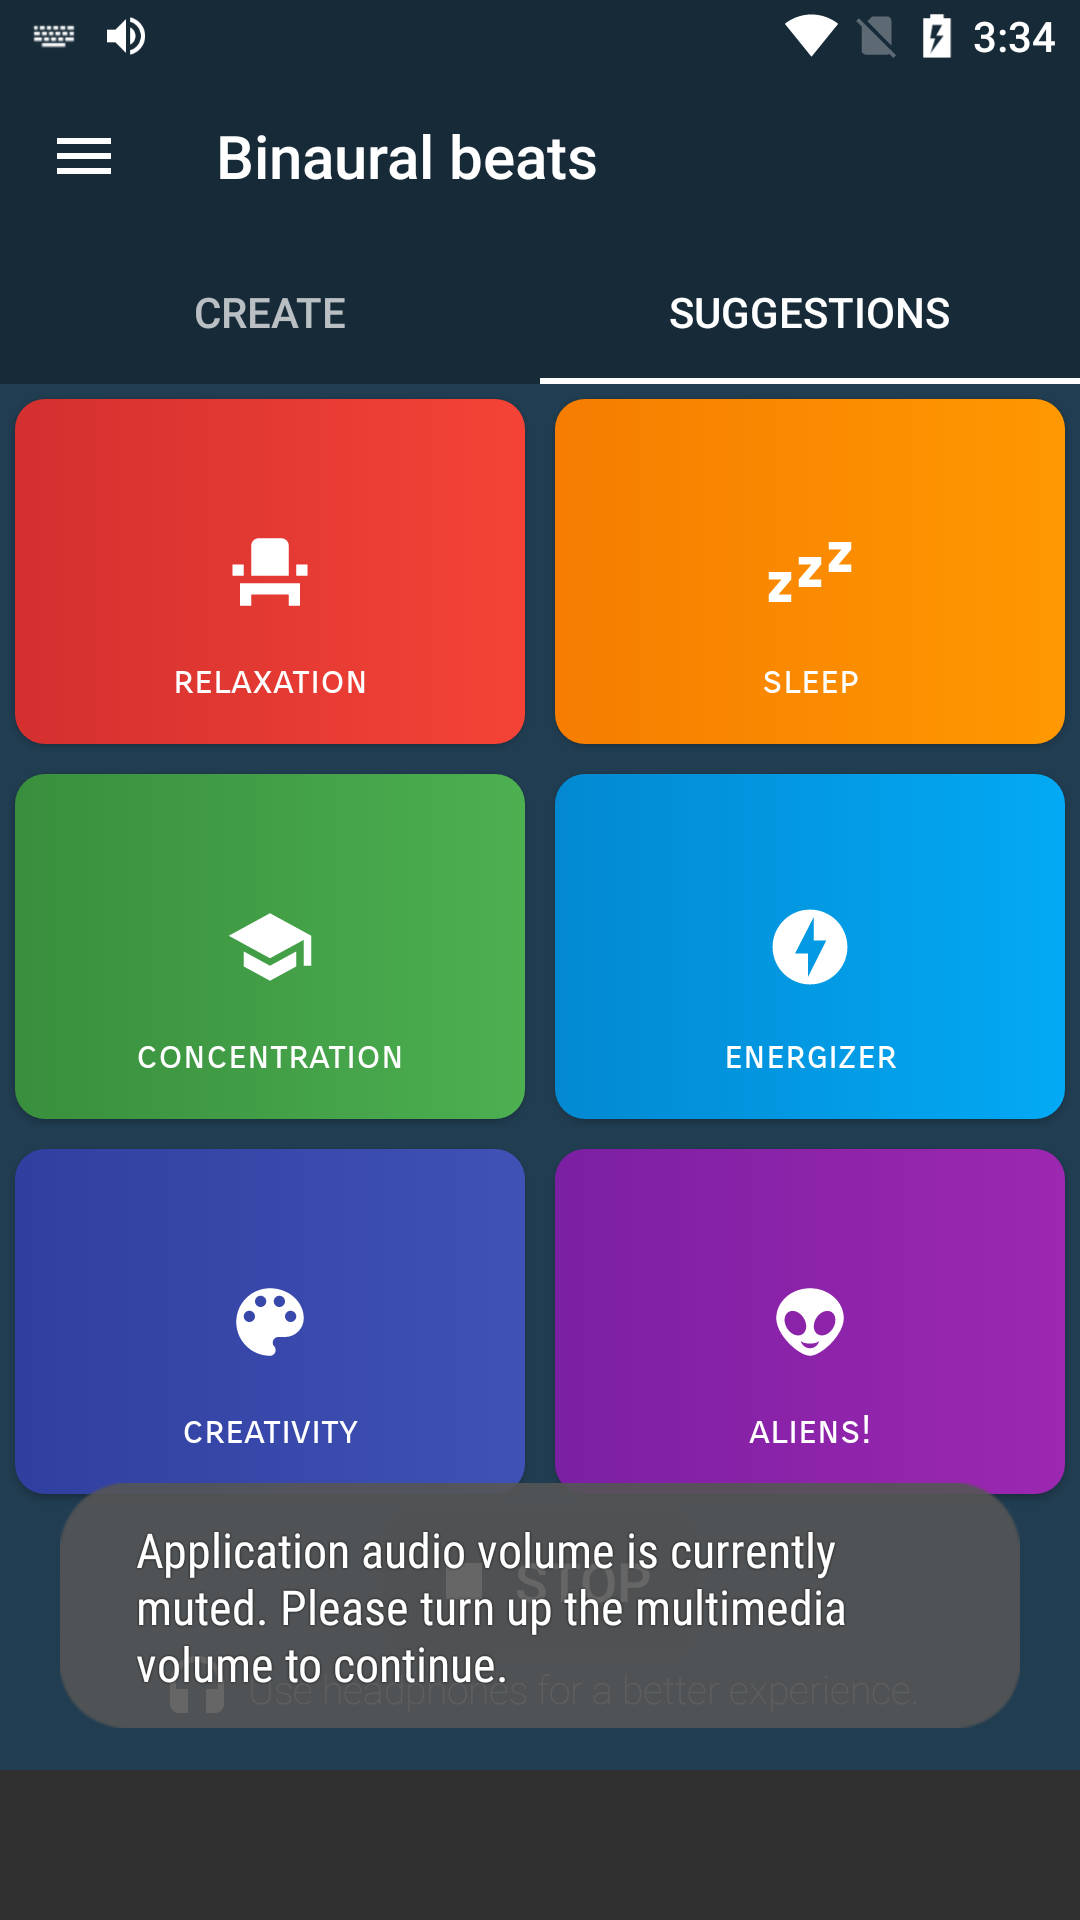 3:34
Binaural beats
CREATE
SUGGESTIONS
RELAXATION
SLEEP
CONCENTRATION
ENERGIZER
CREATIVITY
ALIENS!
STOP
Application audio volume is currently
muted. Please turn up the multimedia
volume to continue.
Use headphones for a better experience.